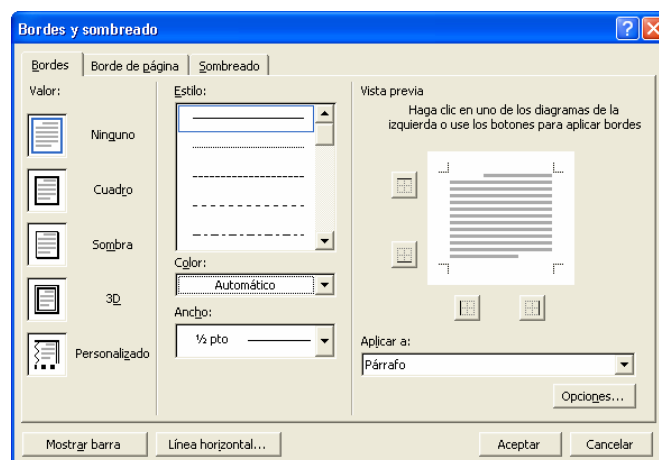 Bordes y sombreado
Bordes
Borde de página
Sombreado
Valor:
Ninguno
Cuadro
Sombra
3D
Personalizado
Estilo:
Color:
Automático
Ancho:
½ pto
Vista previa
Haga clic en uno de los diagramas de la
izquierda o use los botones para aplicar bordes
Aplicar a:
Párrafo
Opciones...
Mostrar barra
Línea horizontal...
Aceptar
Cancelar